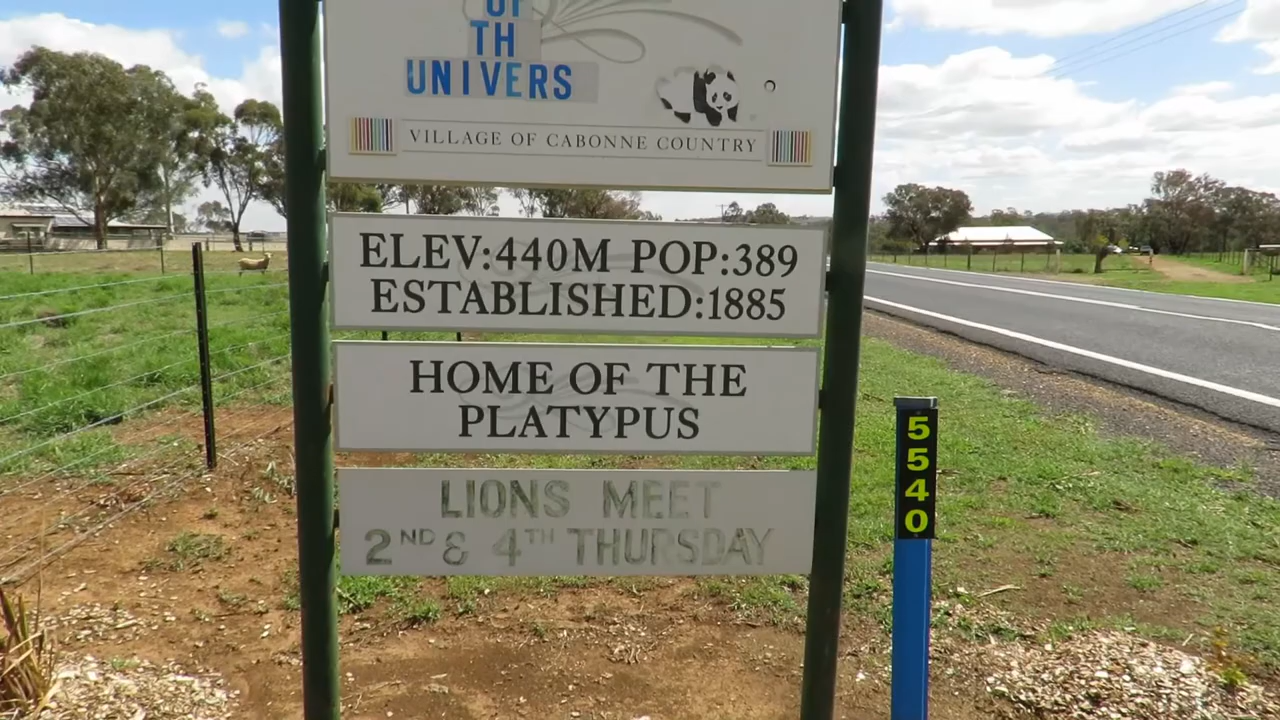 OF
TH
UNIVERS
VILLAGE OF CABONNE COUNTRY
ELEV:440M POP:389
ESTABLISHED:1885
HOME OF THE
PLATYPUS
LIONS MEET
2ND & 4TH THURSDAY
5540